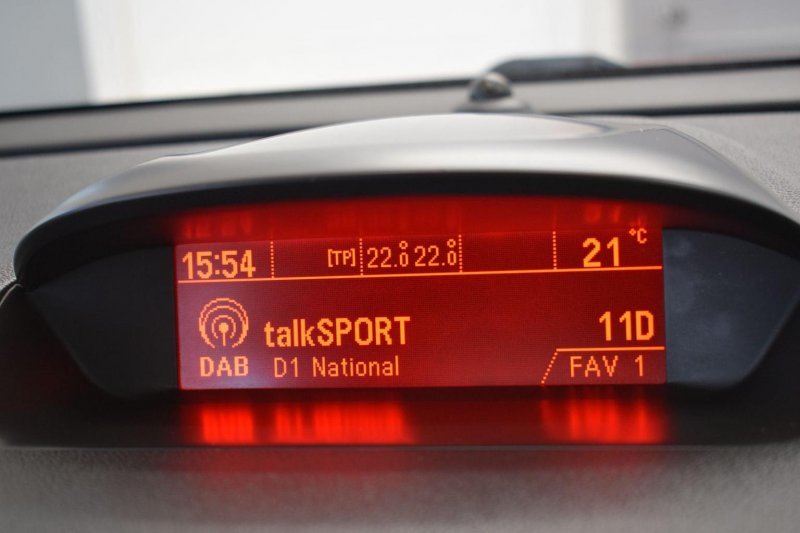 15:54 [TP] 22.0° 22.0° 21 °C
talkSPORT 11D
DAB D1 National FAV 1